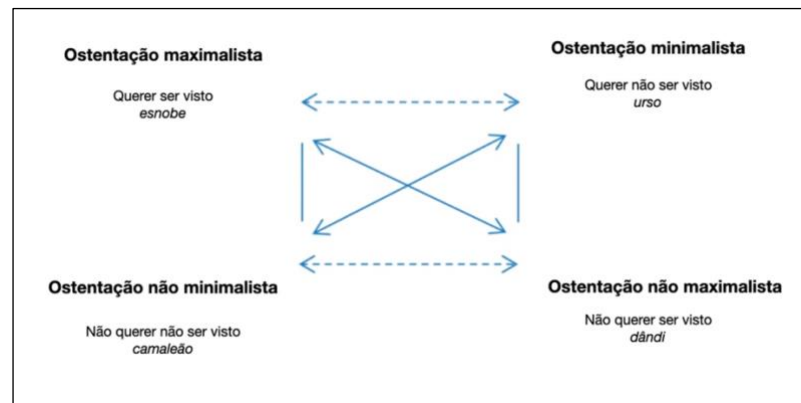 Ostentação maximalista
Querer ser visto
esnobe
Ostentação minimalista
Querer não ser visto
urso
Ostentação não minimalista
Não querer não ser visto
camaleão
Ostentação não maximalista
Não querer ser visto
dândi